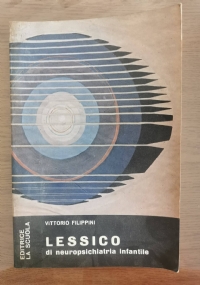 VITTORIO FILIPPINI
EDITRICE
LA SCUOLA
LESSICO
di neuropsichiatria infantile